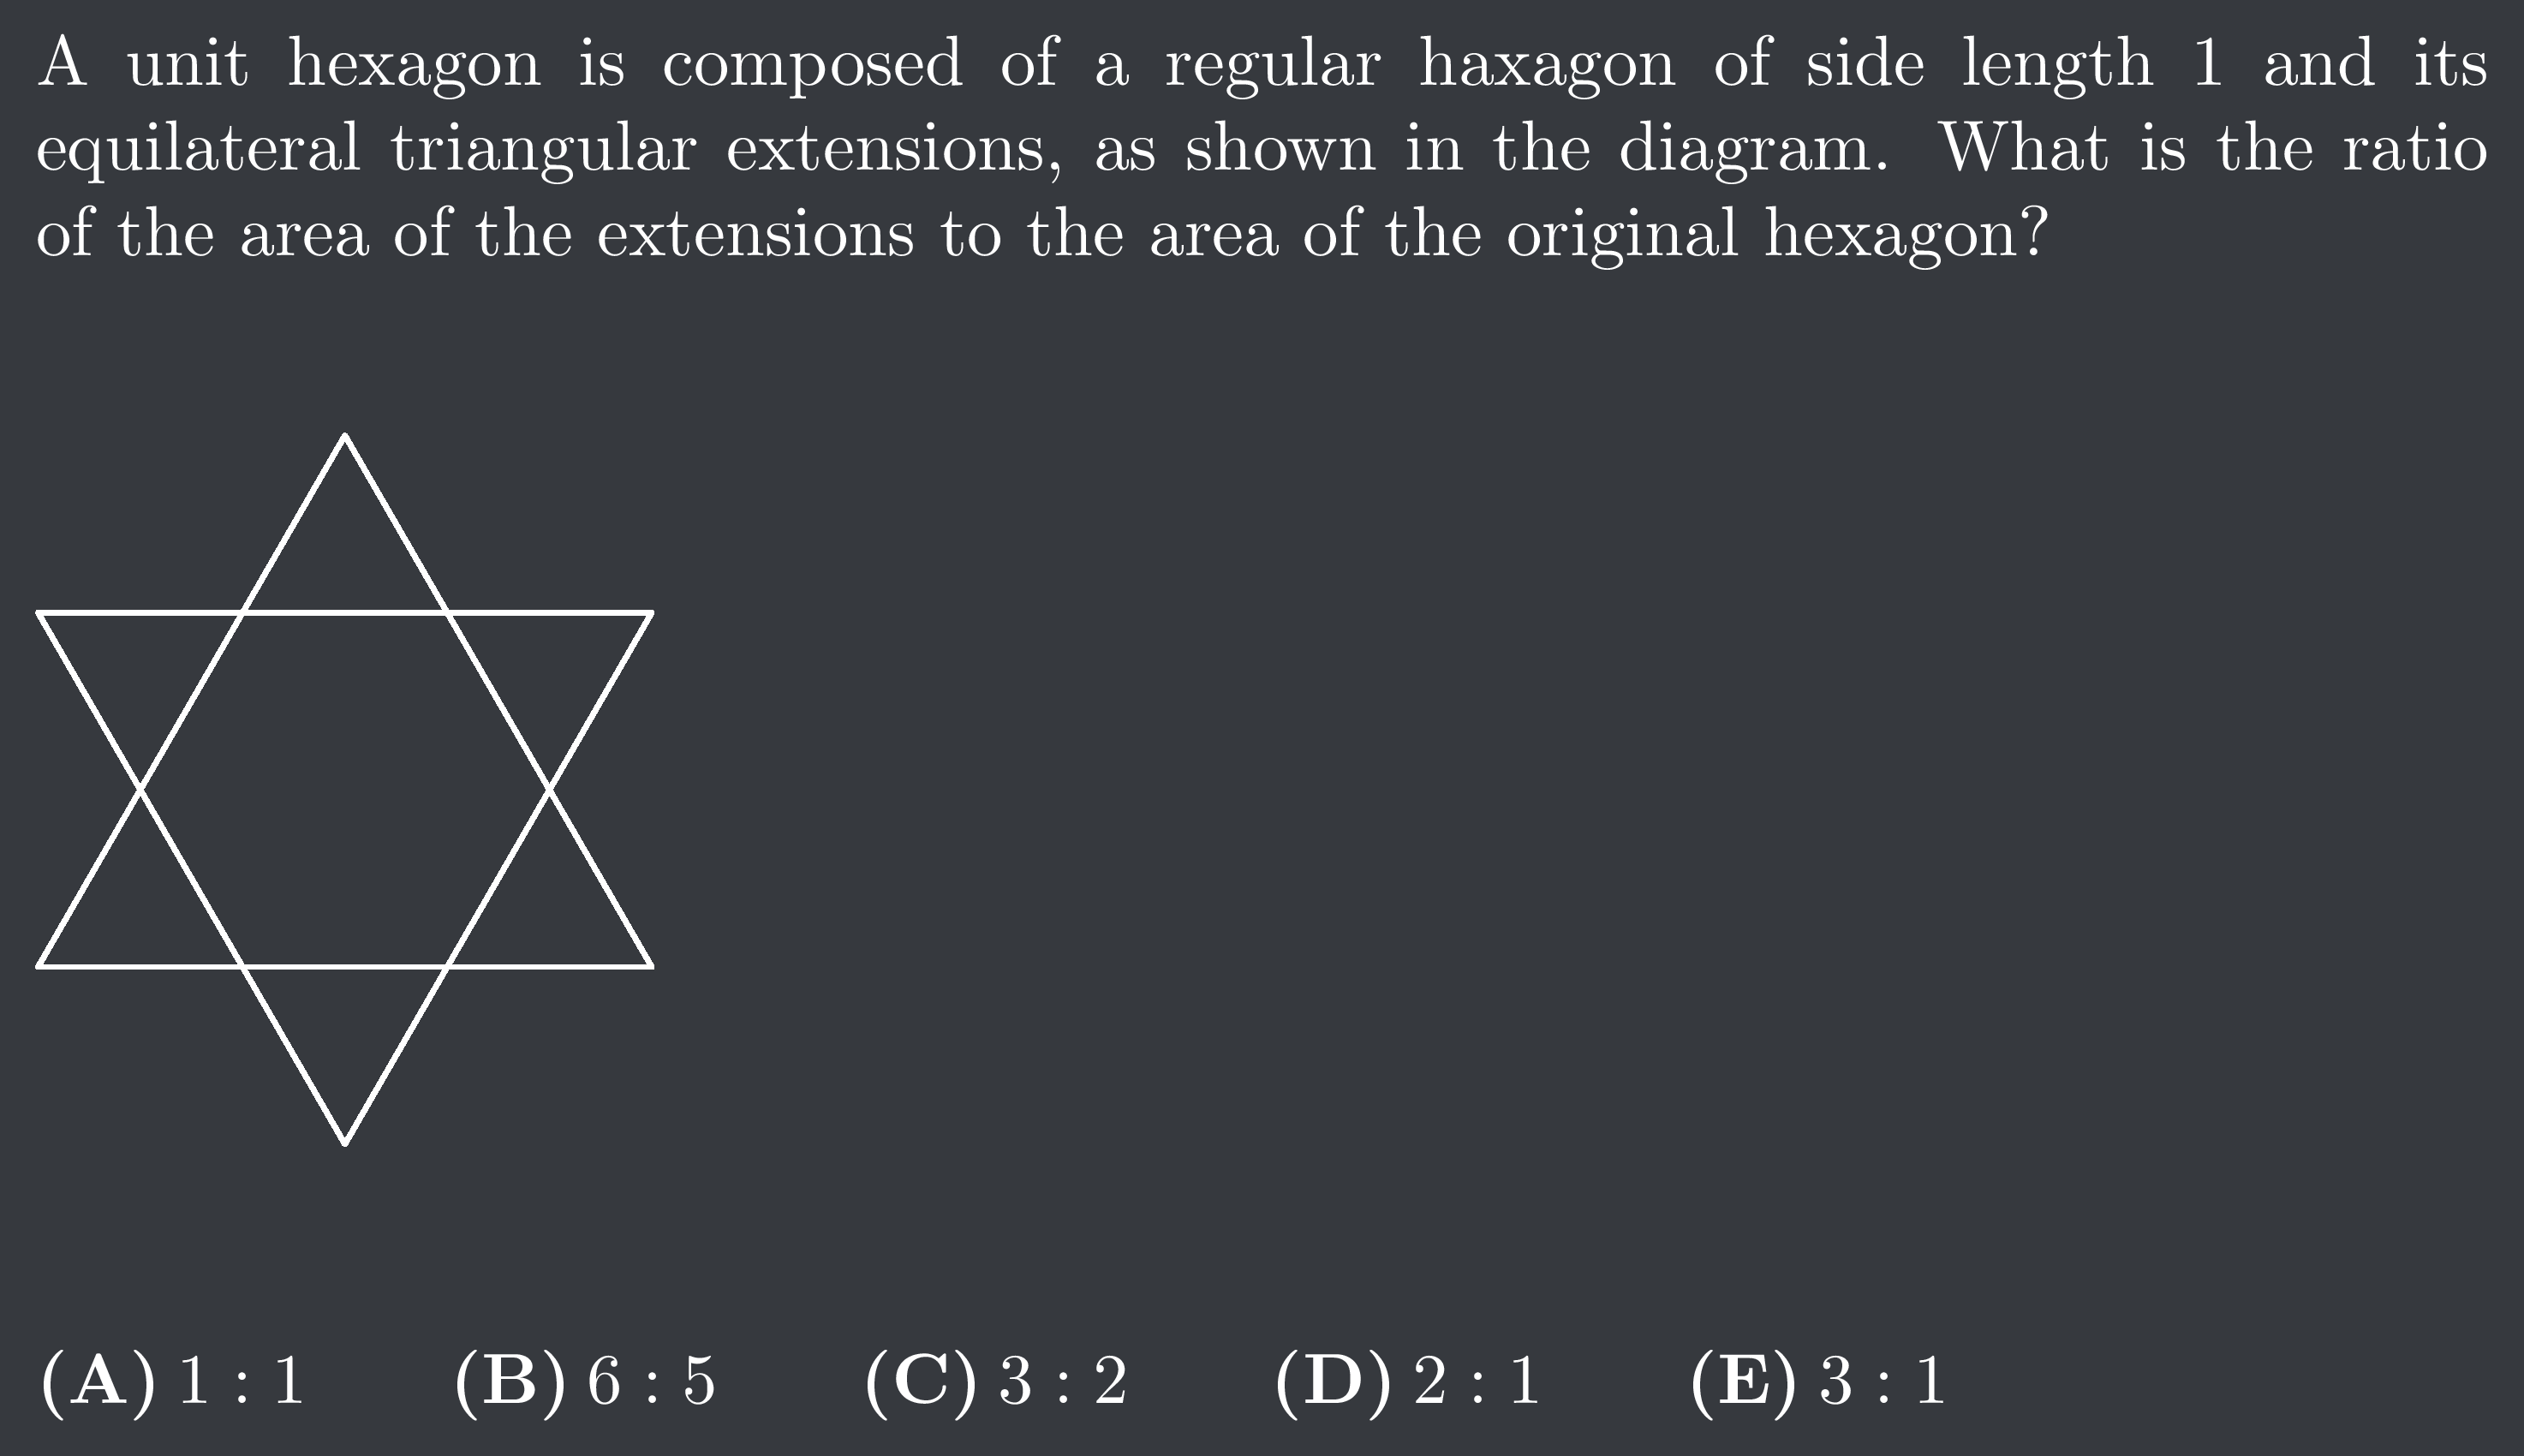 A unit hexagon is composed of a regular haxagon of side length 1 and its
equilateral triangular extensions, as shown in the diagram. What is the ratio
of the area of the extensions to the area of the original hexagon?
(A) 1 : 1 (B) 6 : 5 (C) 3 : 2 (D) 2 : 1 (E) 3 : 1